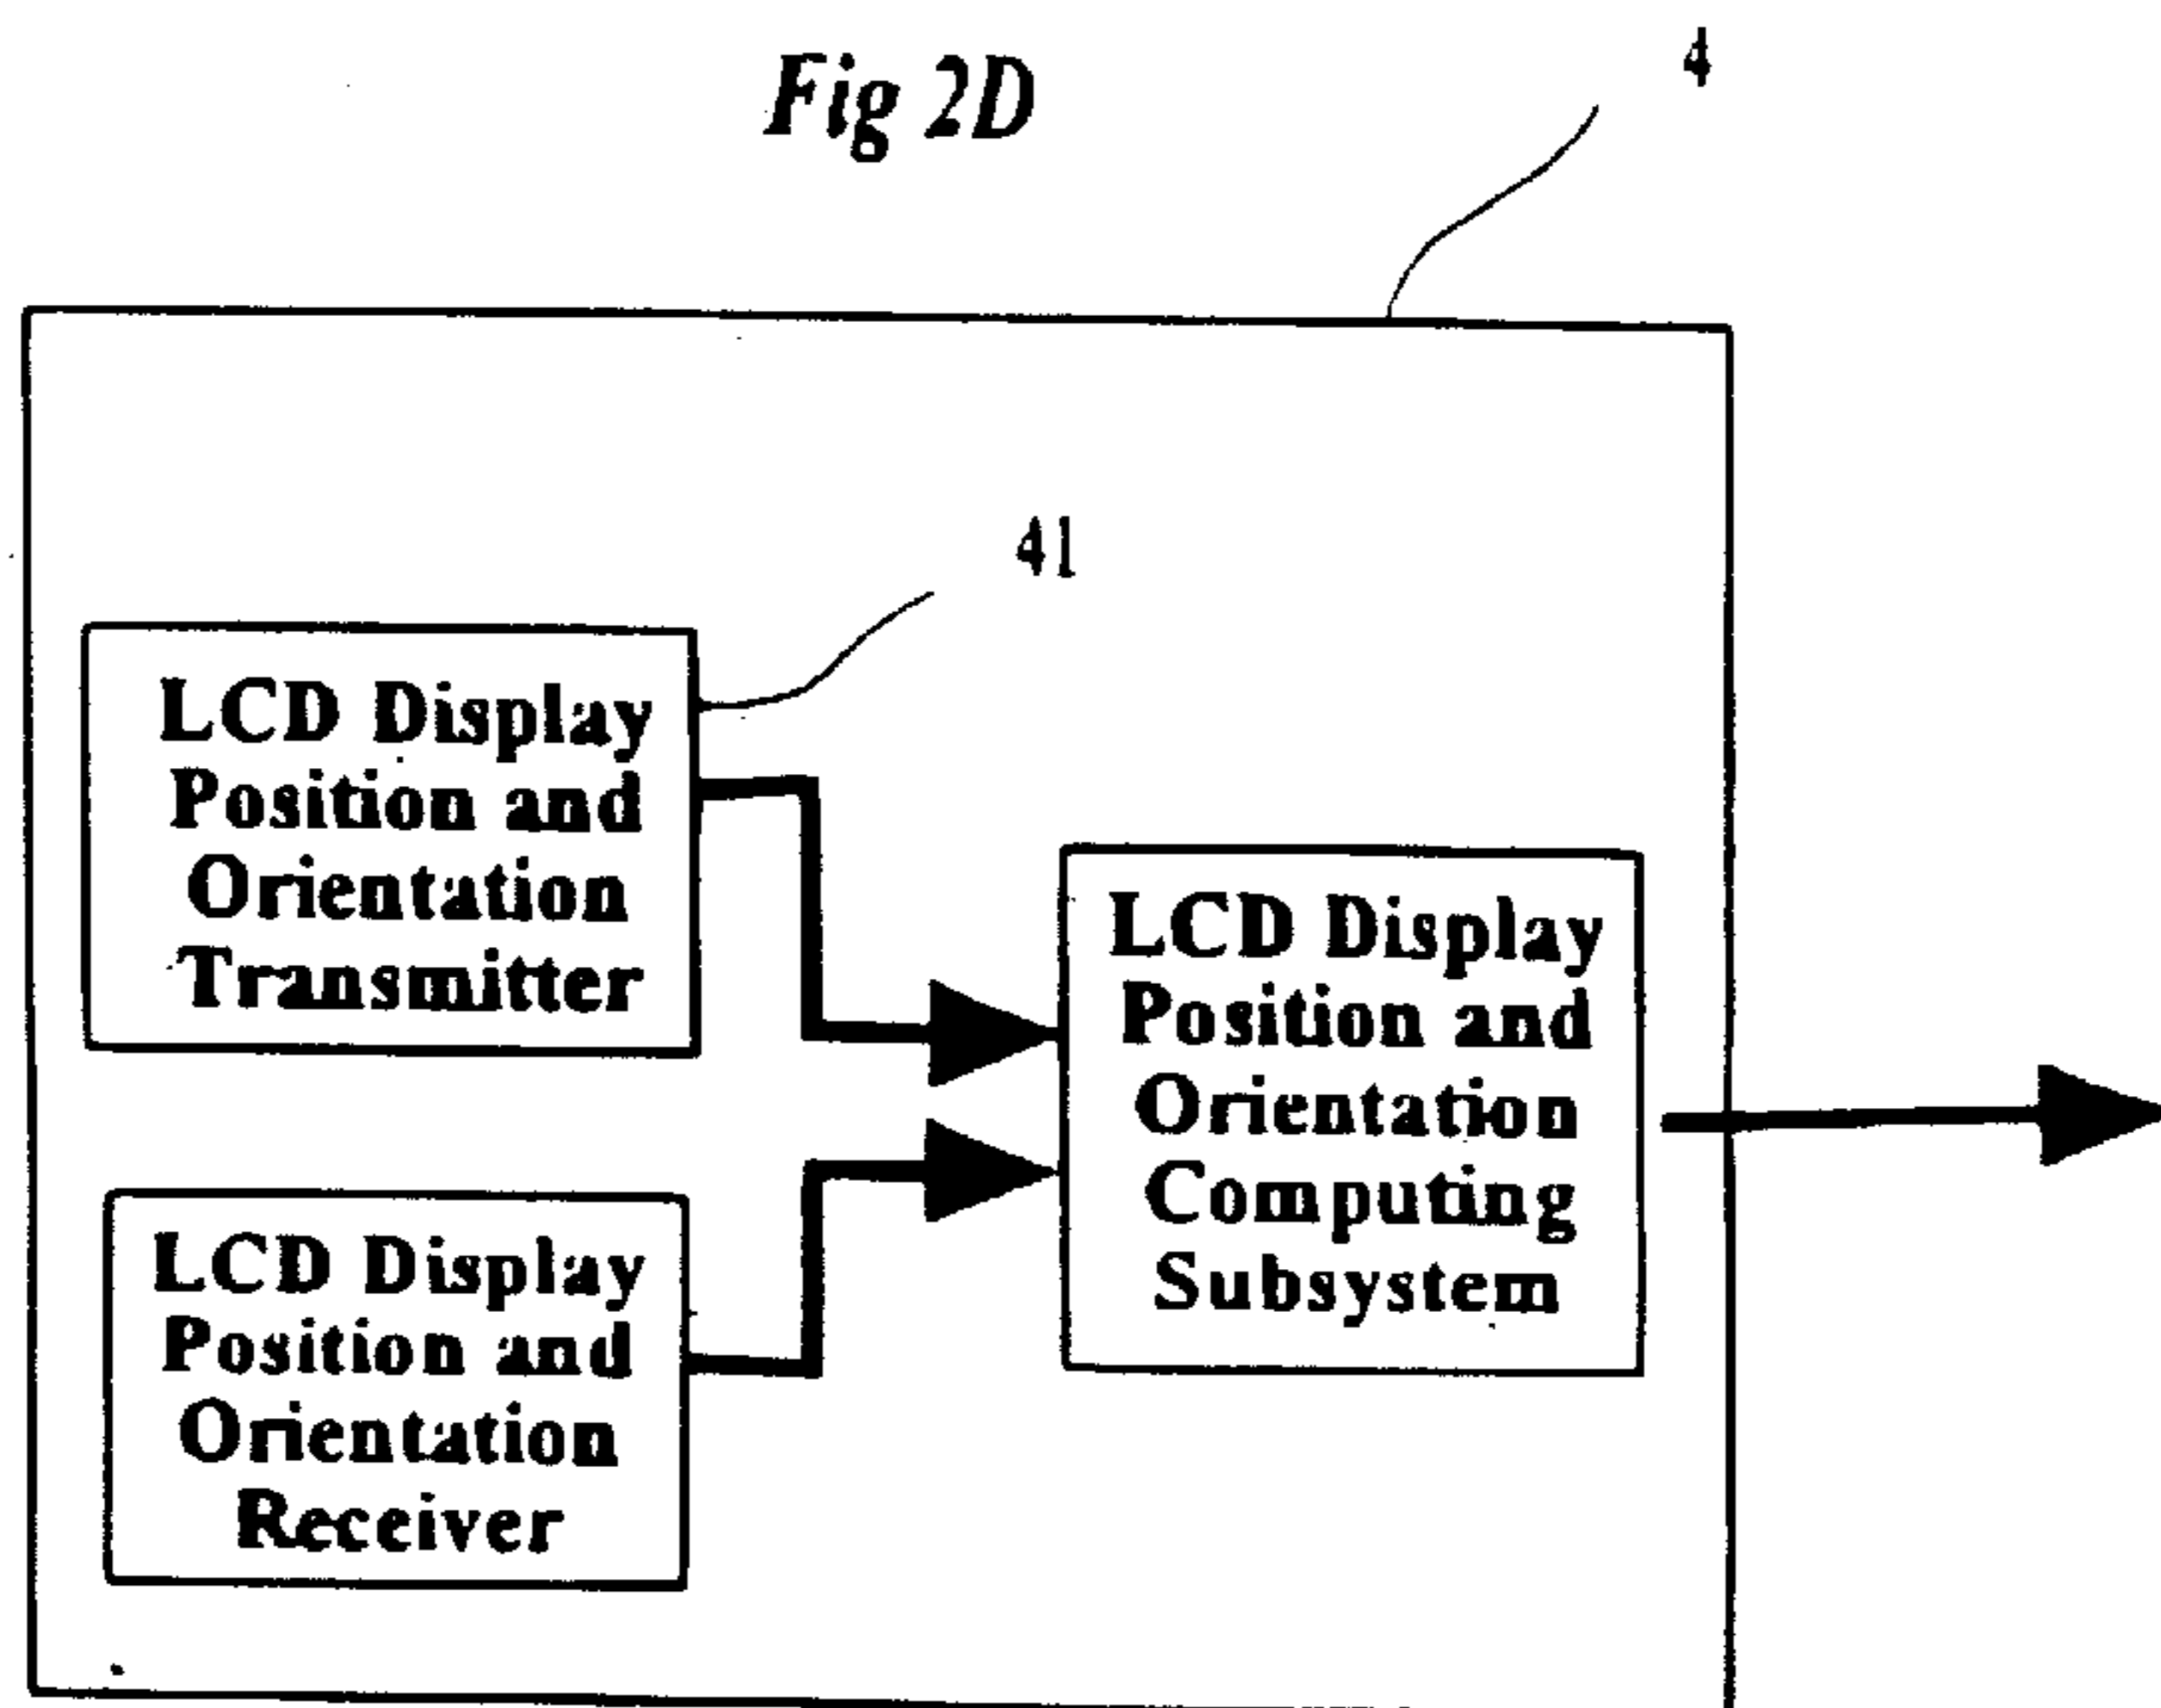 Fig 2D
4
41
LCD Display
Position and
Orientation
Transmitter
LCD Display
Position and
Orientation
Computing
Subsystem
LCD Display
Position and
Orientation
Receiver